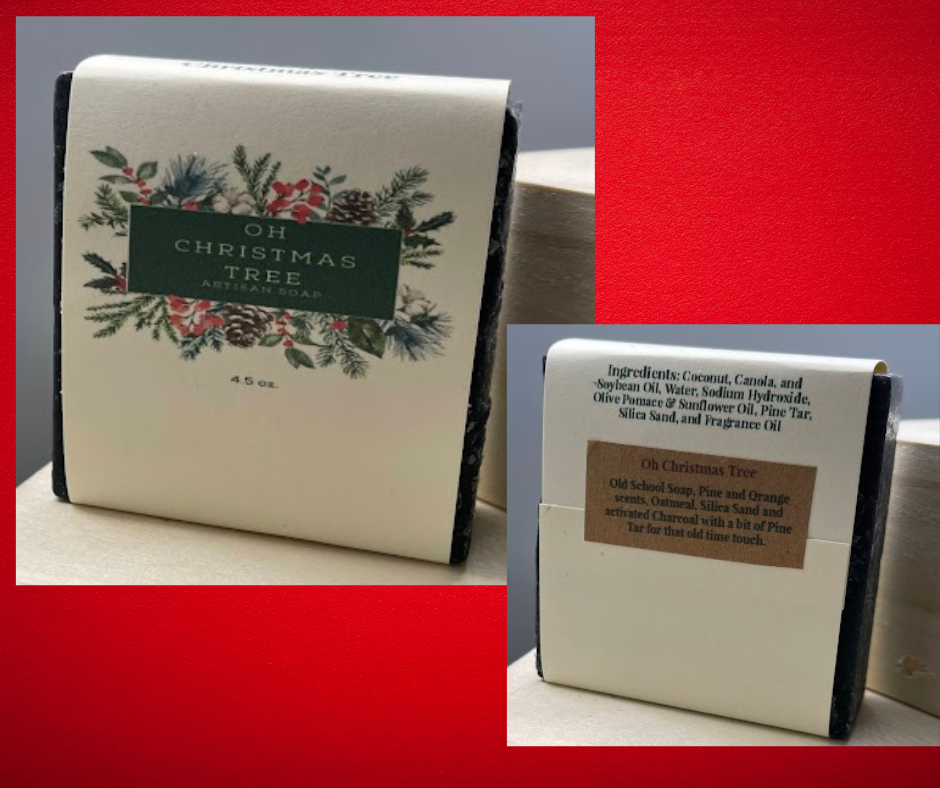 Christmas Tree
OH
CHRISTMAS
TREE
ARTISAN SOAP
4.5 oz.
Ingredients: Coconut, Canola, and
Soybean Oil, Water, Sodium Hydroxide,
Olive Pomace & Sunflower Oil, Pine Tar,
Silica Sand, and Fragrance Oil
Oh Christmas Tree
Old School Soap, Pine and Orange
scents, Oatmeal, Silica Sand and
activated Charcoal with a bit of Pine
Tar for that old time touch.